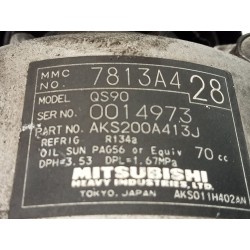 MMC NO. 7813A4 28
MODEL QS90
SER NO. 0014973
PART NO. AKS200A413J
REFRIG R134a
OIL SUN PAG56 or Equiv 70 cc
DPH=3.53 DPL=1.67MPa
MITSUBISHI
HEAVY INDUSTRIES, LTD.
TOKYO, JAPAN AKS011H402AN